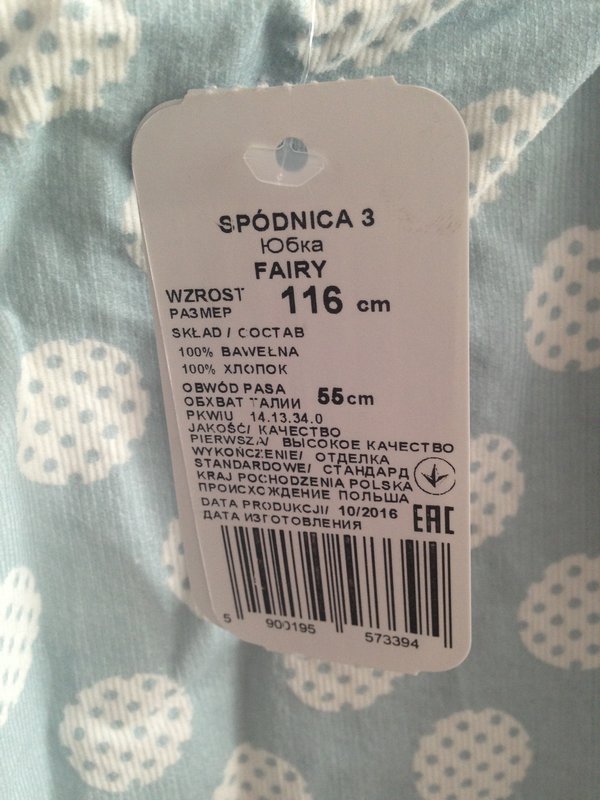 SPÓDNICA 3
Юбка
FAIRY
WZROST 116 cm
РАЗМЕР
SKŁAD / СОСТАВ
100% BAWEŁNA
100% ХЛОПОК
OBWÓD PASA
ОБХВАТ ТАЛИИ 55cm
PKWIU 14.13.34.0
JAKOŚĆ/ КАЧЕСТВО
PIERWSZA/ ВЫСОКОЕ КАЧЕСТВО
WYKOŃCZENIE/ ОТДЕЛКА
STANDARDOWE/ СТАНДАРД
KRAJ POCHODZENIA POLSKA
ПРОИСХОЖДЕНИЕ ПОЛЬША
DATA PRODUKCJI/ 10/2016
ДАТА ИЗГОТОВЛЕНИЯ
EAC
5 900195 573394